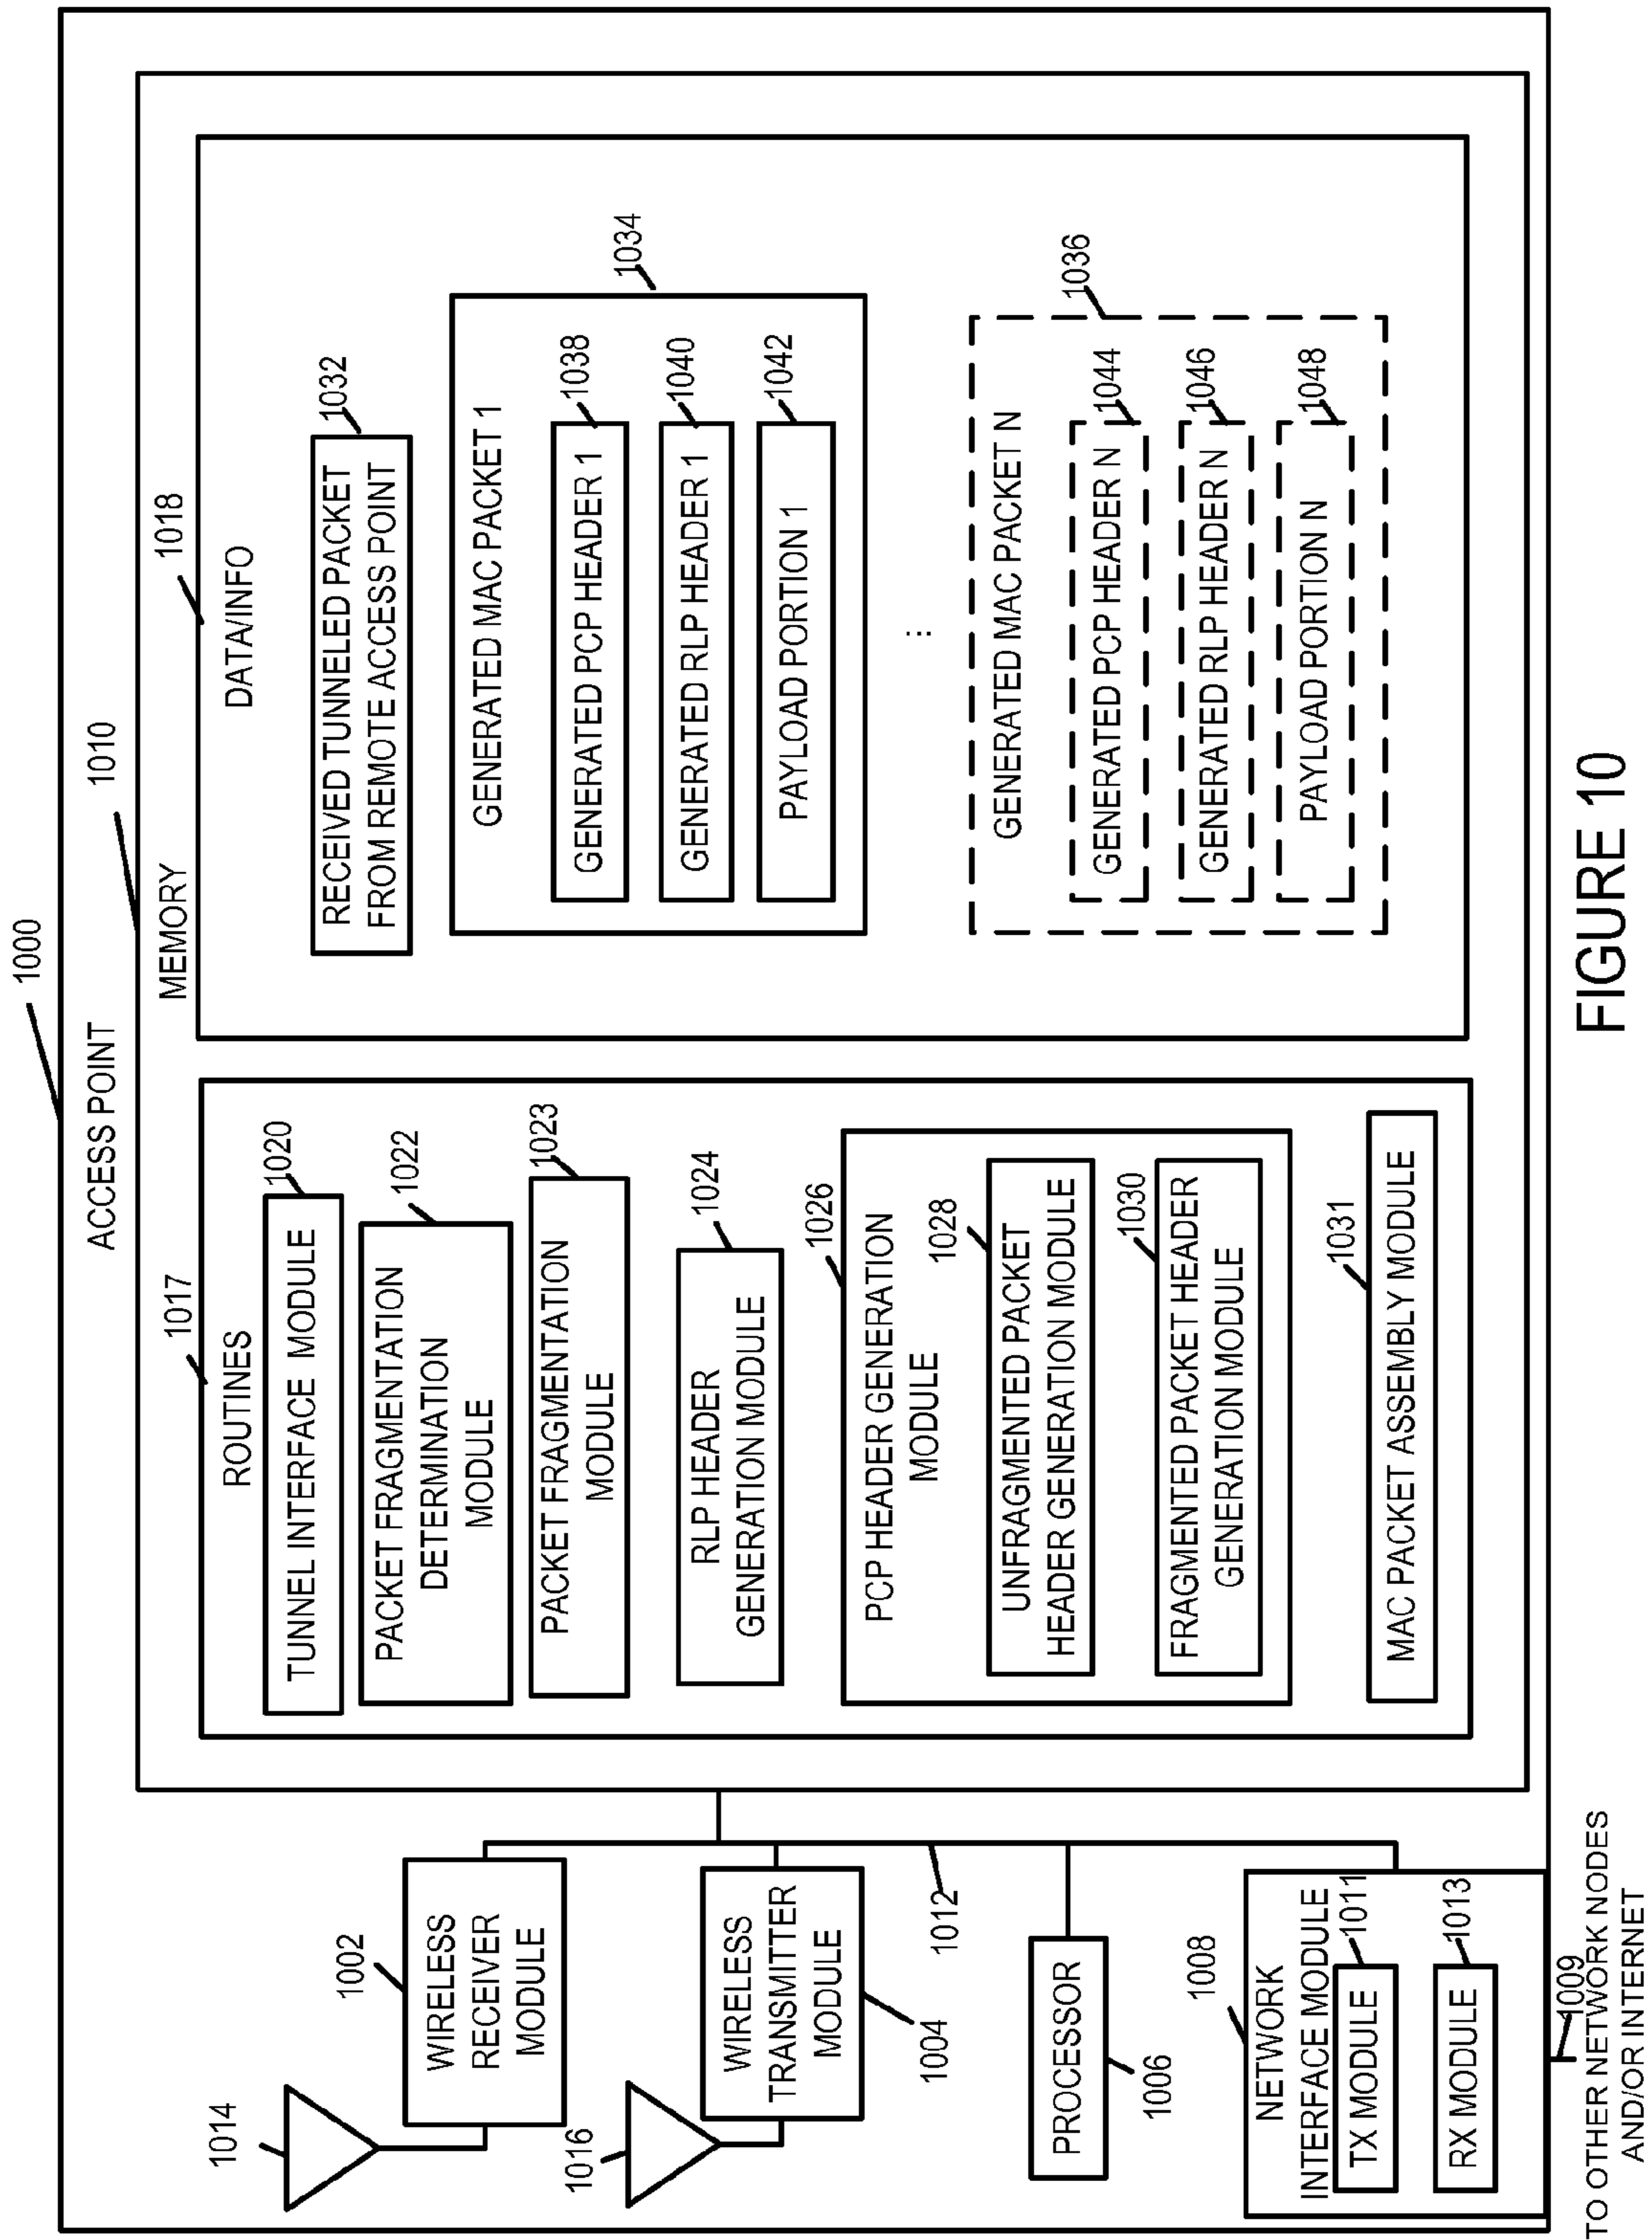 1000
ACCESS POINT
1010
MEMORY
1014
1002
WIRELESS
RECEIVER
MODULE
1016
WIRELESS
TRANSMITTER
MODULE
1004
1012
PROCESSOR
1006
1008
NETWORK
INTERFACE MODULE
TX MODULE
1011
RX MODULE
1013
1009
TO OTHER NETWORK NODES
AND/OR INTERNET
1017
ROUTINES
1020
TUNNEL INTERFACE MODULE
1022
PACKET FRAGMENTATION
DETERMINATION
MODULE
1023
PACKET FRAGMENTATION
MODULE
1024
RLP HEADER
GENERATION MODULE
1026
PCP HEADER GENERATION
MODULE
1028
UNFRAGMENTED PACKET
HEADER GENERATION MODULE
1030
FRAGMENTED PACKET HEADER
GENERATION MODULE
1031
MAC PACKET ASSEMBLY MODULE
1018
DATA/INFO
1032
RECEIVED TUNNELED PACKET
FROM REMOTE ACCESS POINT
1034
GENERATED MAC PACKET 1
GENERATED PCP HEADER 1
1038
GENERATED RLP HEADER 1
1040
PAYLOAD PORTION 1
1042
...
1036
GENERATED MAC PACKET N
GENERATED PCP HEADER N
1044
GENERATED RLP HEADER N
1046
PAYLOAD PORTION N
1048
FIGURE 10